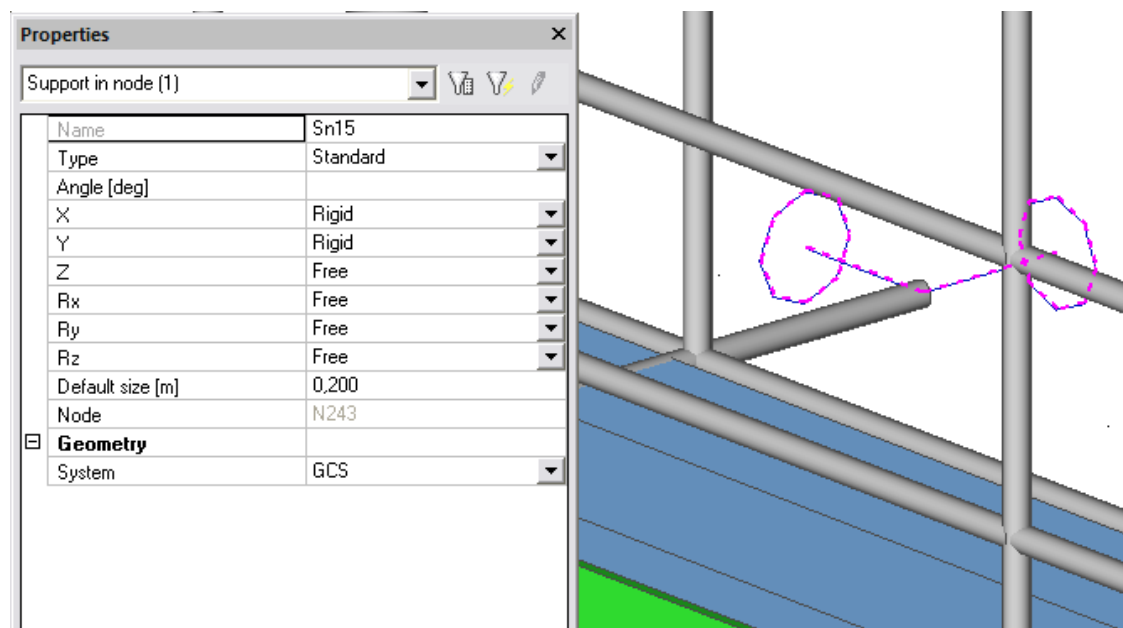 Properties
Support in node (1)
Name Sn15
Type Standard
Angle [deg]
X Rigid
Y Rigid
Z Free
Rx Free
Ry Free
Rz Free
Default size [m] 0,200
Node N243
Geometry
System GCS